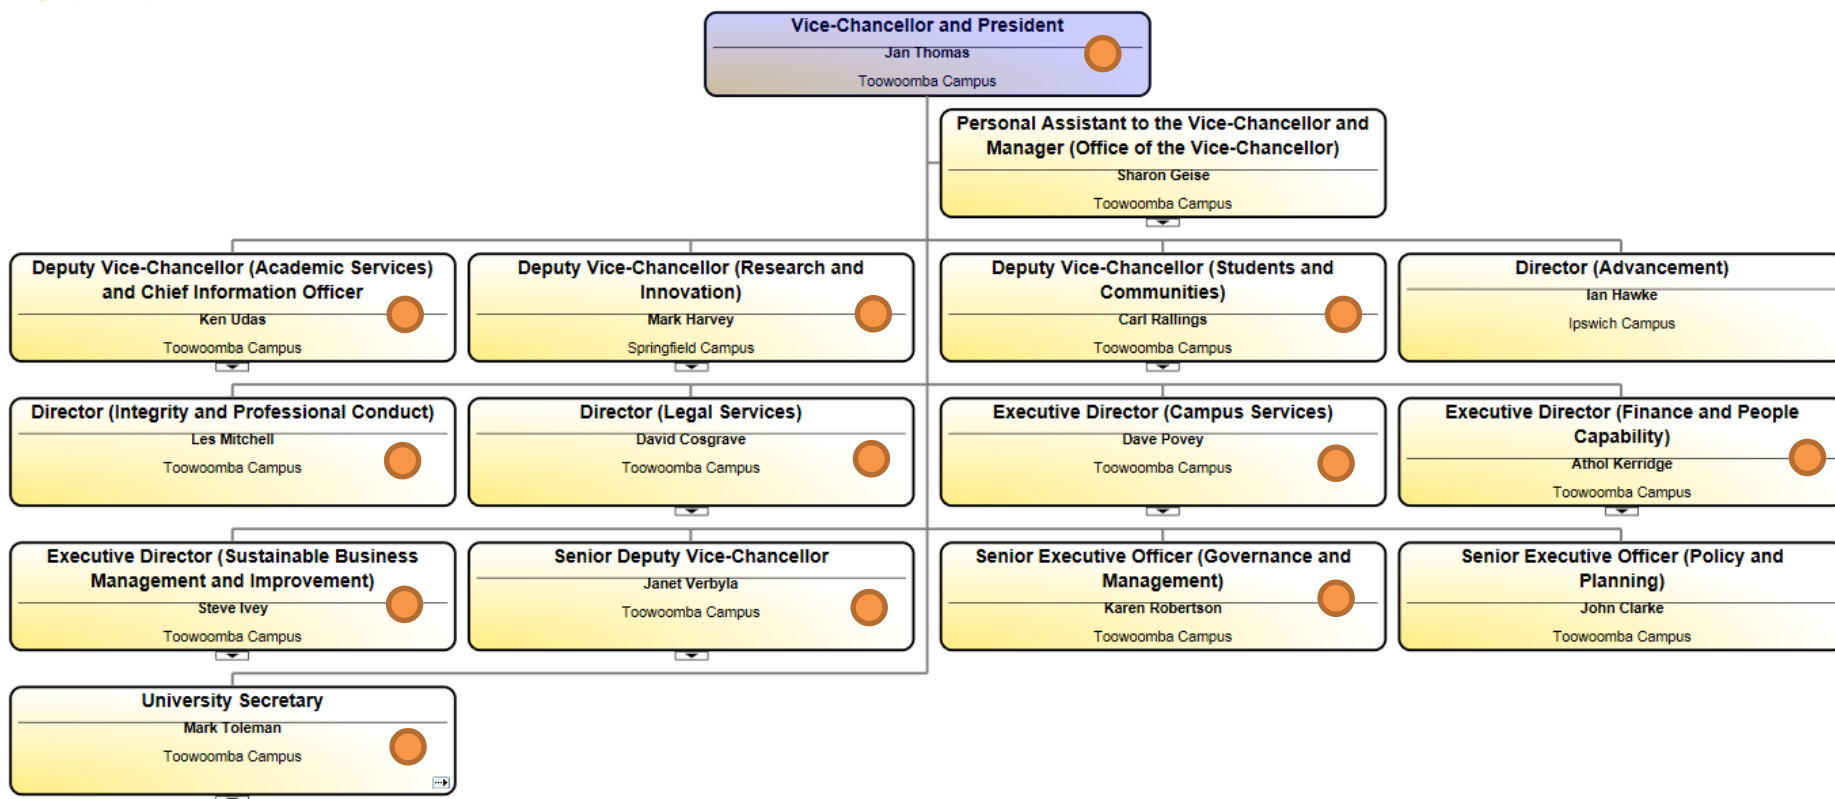 Vice-Chancellor and President
Jan Thomas
Toowoomba Campus
Personal Assistant to the Vice-Chancellor and
Manager (Office of the Vice-Chancellor)
Sharon Geise
Toowoomba Campus
Deputy Vice-Chancellor (Academic Services)
and Chief Information Officer
Ken Udas
Toowoomba Campus
Deputy Vice-Chancellor (Research and
Innovation)
Mark Harvey
Springfield Campus
Deputy Vice-Chancellor (Students and
Communities)
Carl Rallings
Toowoomba Campus
Director (Advancement)
Ian Hawke
Ipswich Campus
Director (Integrity and Professional Conduct)
Les Mitchell
Toowoomba Campus
Director (Legal Services)
David Cosgrave
Toowoomba Campus
Executive Director (Campus Services)
Dave Povey
Toowoomba Campus
Executive Director (Finance and People
Capability)
Athol Kerridge
Toowoomba Campus
Executive Director (Sustainable Business
Management and Improvement)
Steve Ivey
Toowoomba Campus
Senior Deputy Vice-Chancellor
Janet Verbyla
Toowoomba Campus
Senior Executive Officer (Governance and
Management)
Karen Robertson
Toowoomba Campus
Senior Executive Officer (Policy and
Planning)
John Clarke
Toowoomba Campus
University Secretary
Mark Toleman
Toowoomba Campus